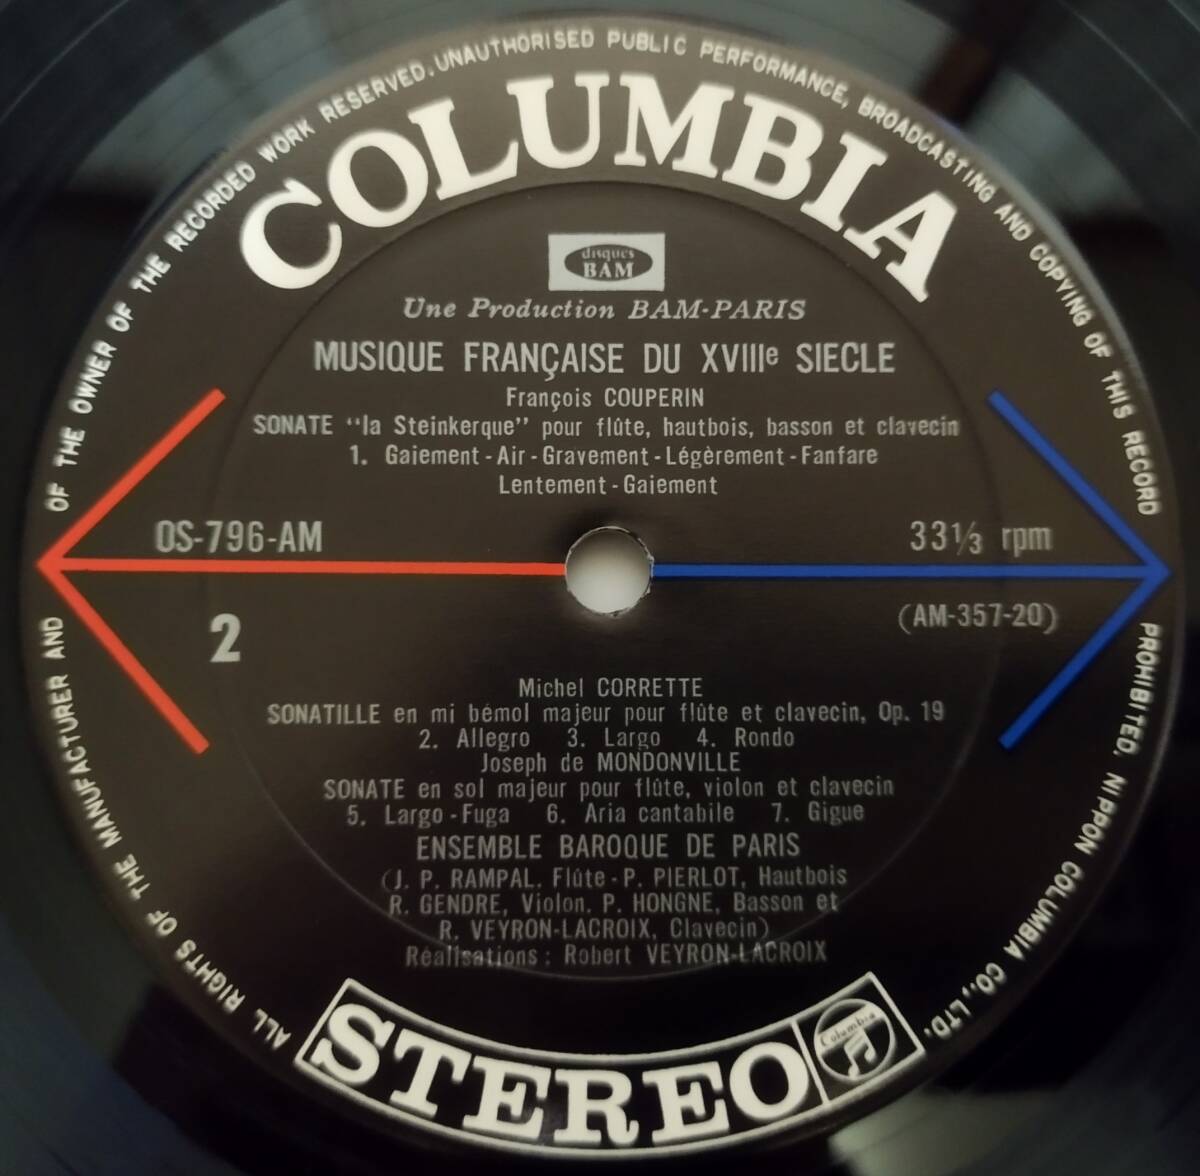 ALL RIGHTS OF THE MANUFACTURER AND OF THE OWNER OF THE RECORDED WORK RESERVED. UNAUTHORISED PUBLIC PERFORMANCE, BROADCASTING AND COPYING OF THIS RECORD PROHIBITED. NIPPON COLUMBIA CO., LTD.
COLUMBIA
disques
BAM
Une Production BAM-PARIS
MUSIQUE FRANÇAISE DU XVIIIe SIECLE
François COUPERIN
SONATE "la Steinkerque" pour flûte, hautbois, basson et clavecin
1. Gaiement - Air - Gravement - Légèrement - Fanfare
Lentement - Gaiement
OS-796-AM
33⅓ rpm
2
(AM-357-20)
Michel CORRETTE
SONATILLE en mi bémol majeur pour flûte et clavecin, Op. 19
2. Allegro 3. Largo 4. Rondo
Joseph de MONDONVILLE
SONATE en sol majeur pour flûte, violon et clavecin
5. Largo - Fuga 6. Aria cantabile 7. Gigue
ENSEMBLE BAROQUE DE PARIS
(J. P. RAMPAL. Flûte - P. PIERLOT, Hautbois
R. GENDRE, Violon. P. HONGNE, Basson et
R. VEYRON-LACROIX, Clavecin)
Réalisations : Robert VEYRON-LACROIX
STEREO
Columbia